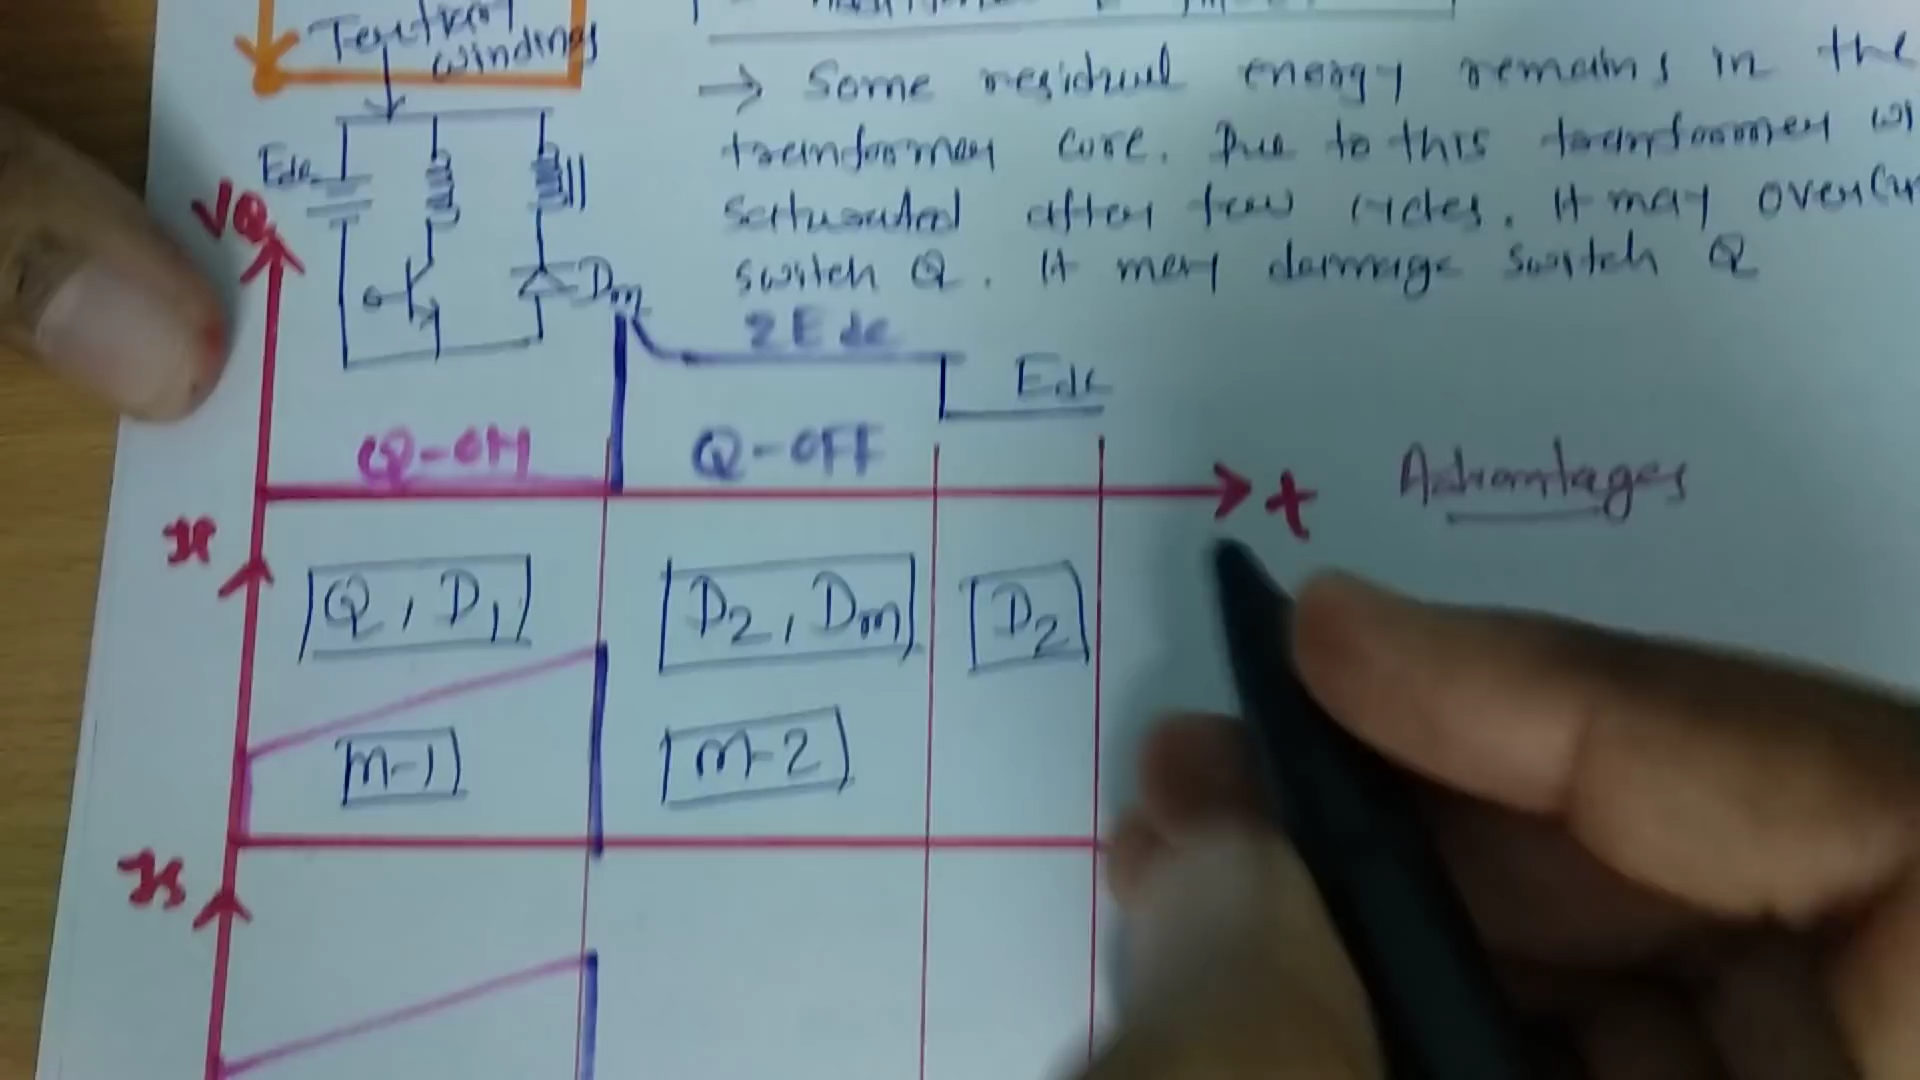 windings
→ Some residual energy remains in the
transformer core. Due to this transformer wi
saturated after few cycles. It may overcu
switch Q. It may damage switch Q
Edc
VQ
Dm
2Edc
Edc
Q-ON
Q-OFF
t
Advantages
Q, D1
D2, Dm
D2
m-1
m-2
Is